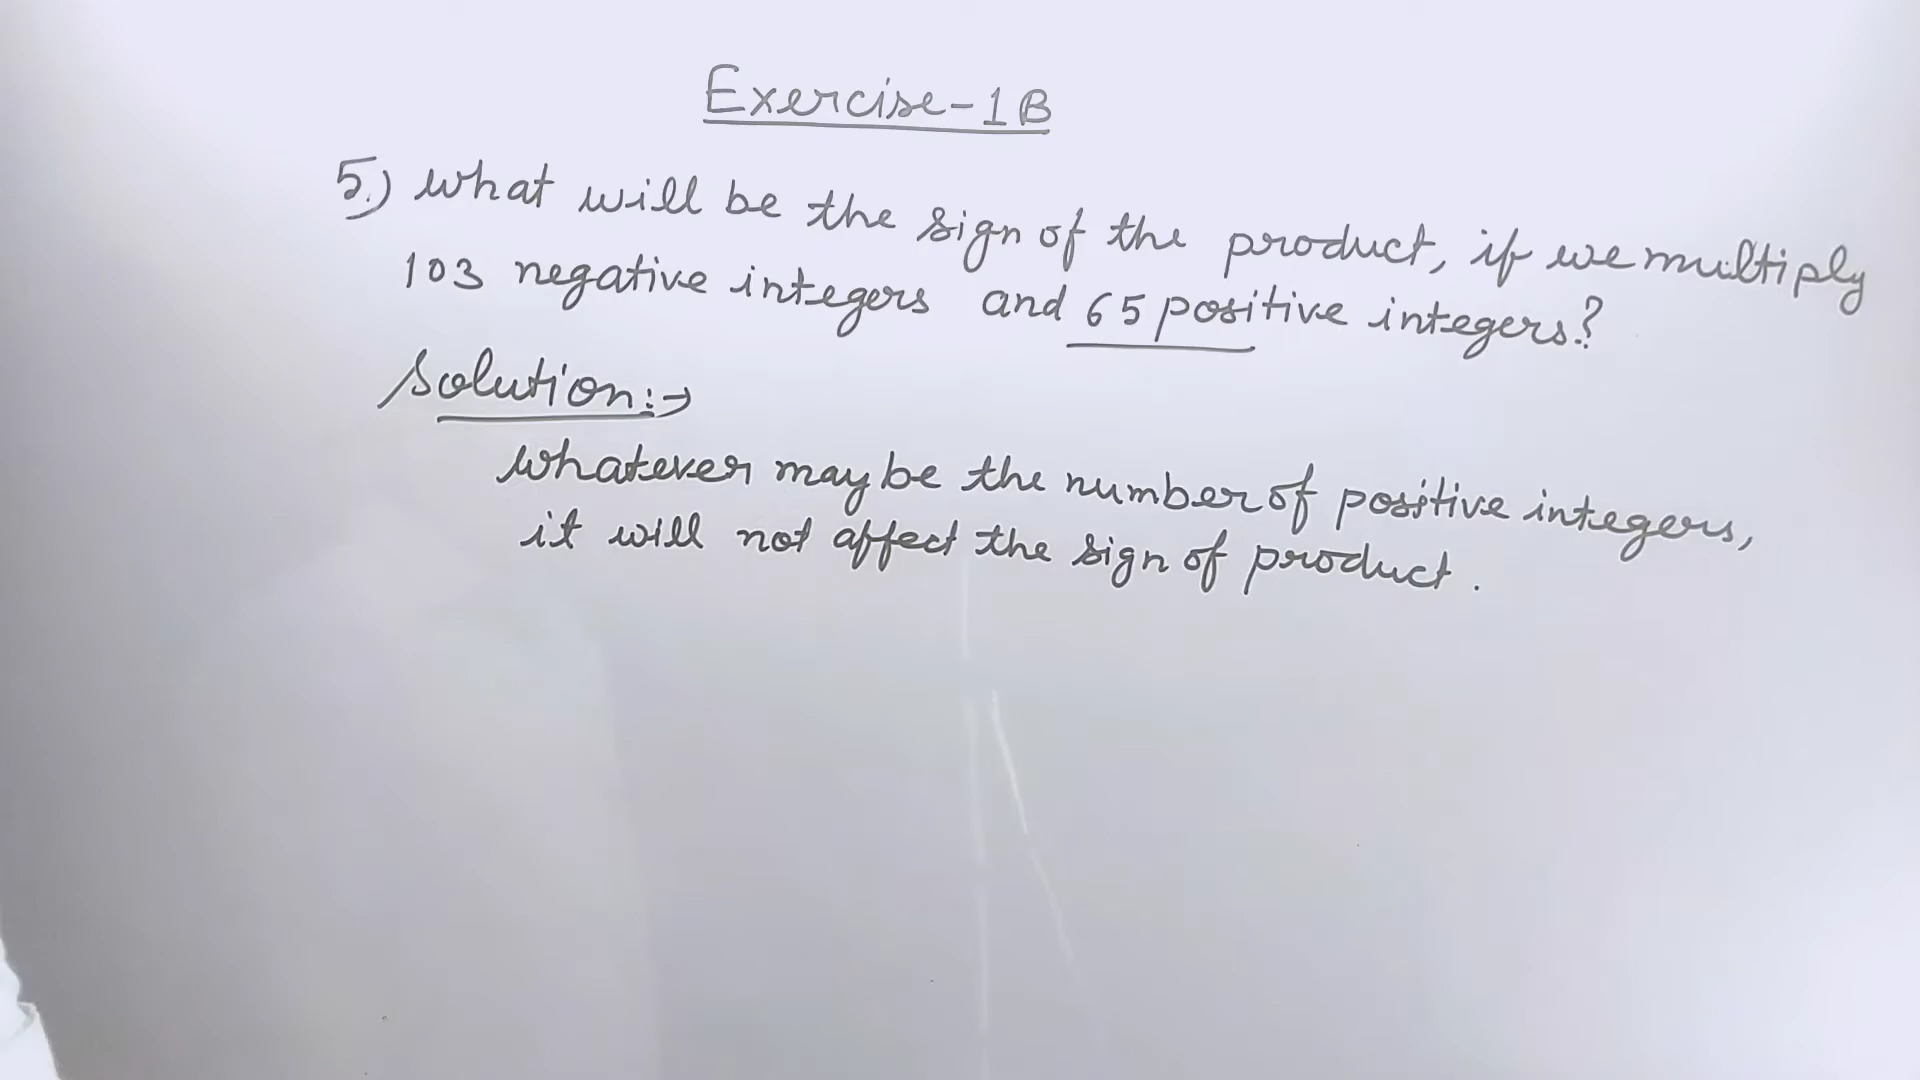 Exercise-1B
5.) what will be the sign of the product, if we multiply
103 negative integers and 65 positive integers?
Solution:→
Whatever may be the number of positive integers,
it will not affect the sign of product.